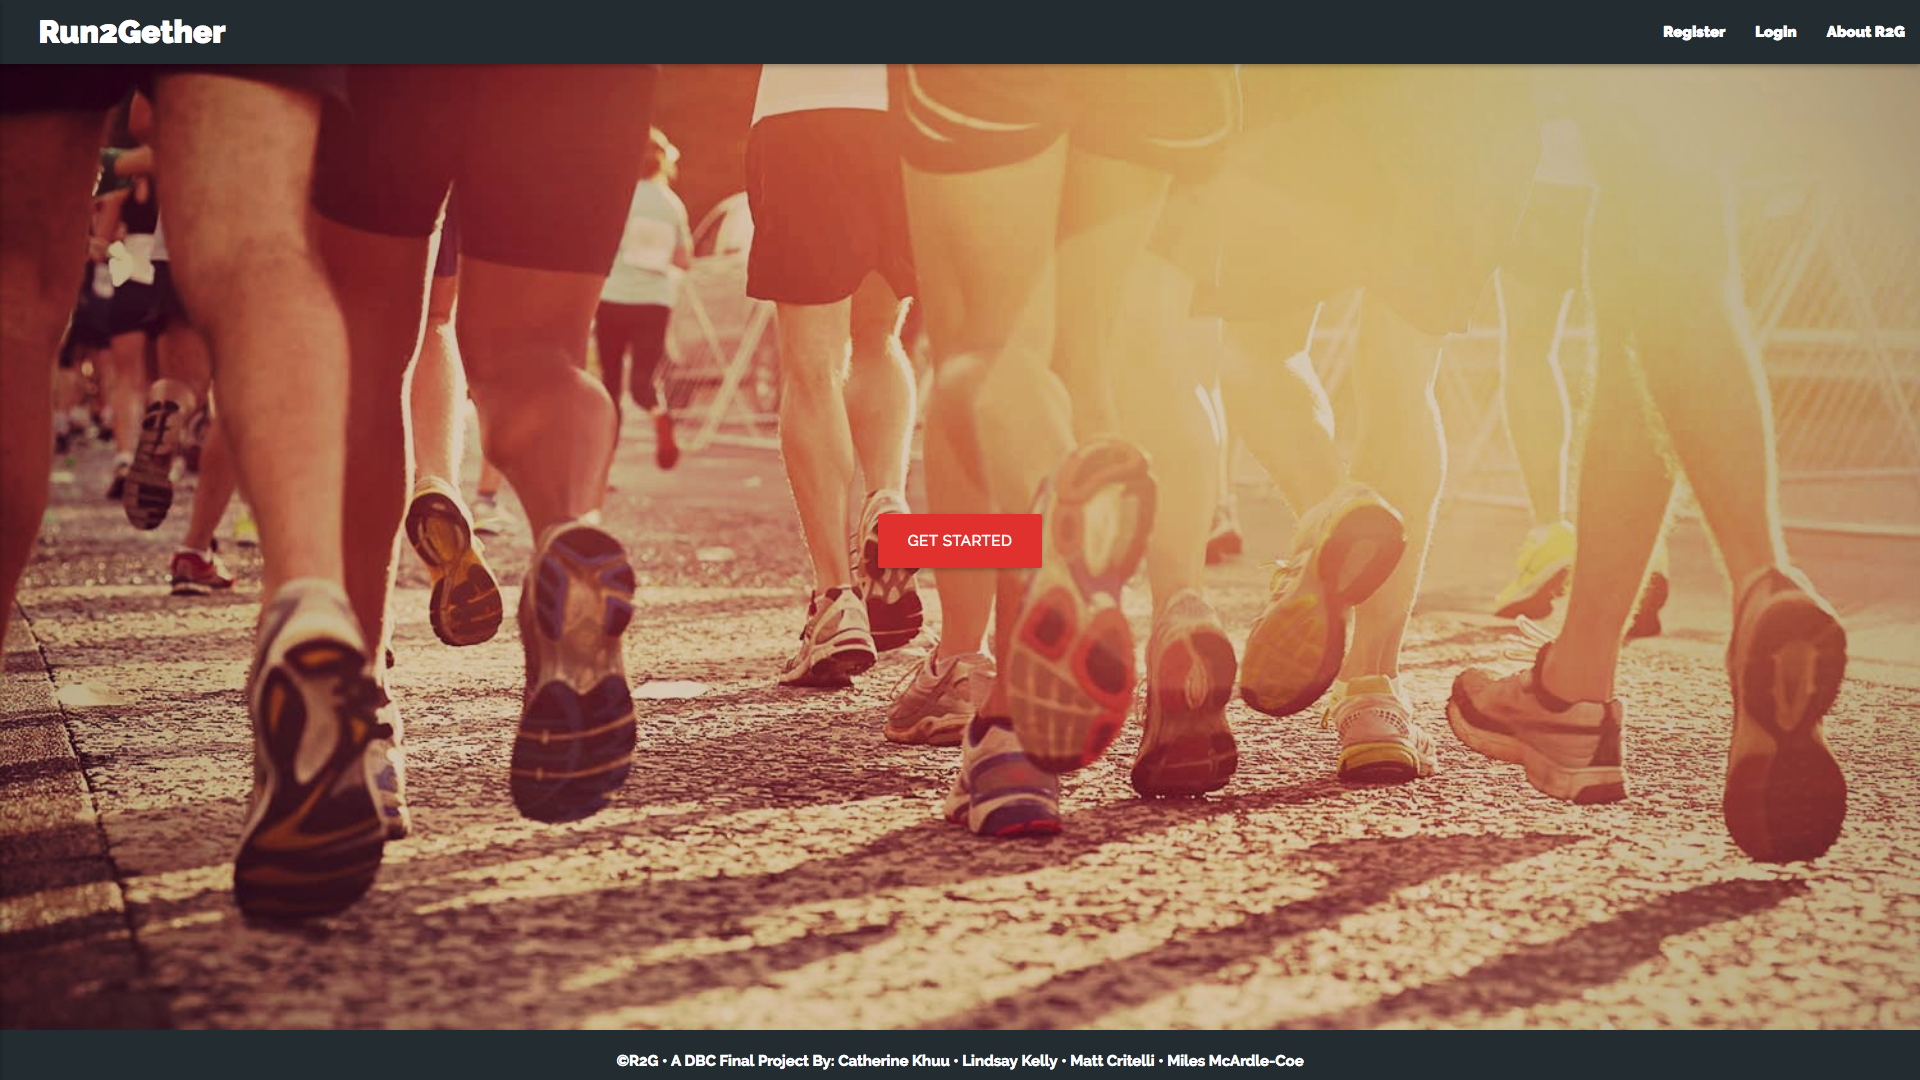 Run2Gether
Register Login About R2G
GET STARTED
©R2G • A DBC Final Project By: Catherine Khuu • Lindsay Kelly • Matt Critelli • Miles McArdle-Coe